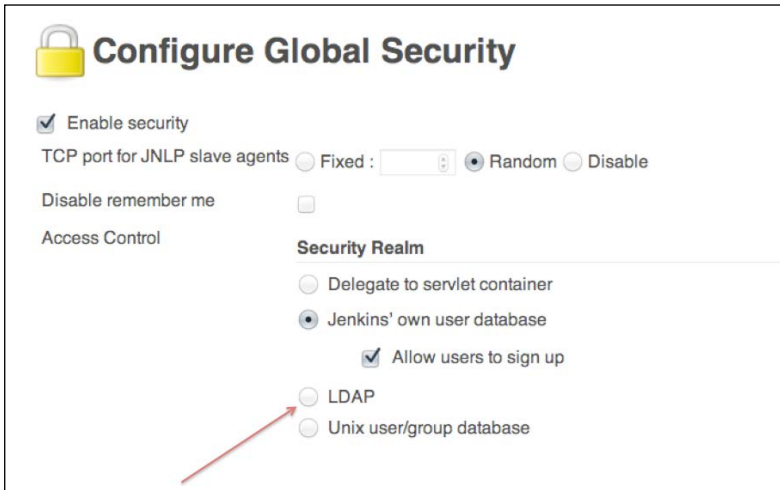 Configure Global Security
Enable security
TCP port for JNLP slave agents Fixed : Random Disable
Disable remember me
Access Control Security Realm
Delegate to servlet container
Jenkins’ own user database
Allow users to sign up
LDAP
Unix user/group database